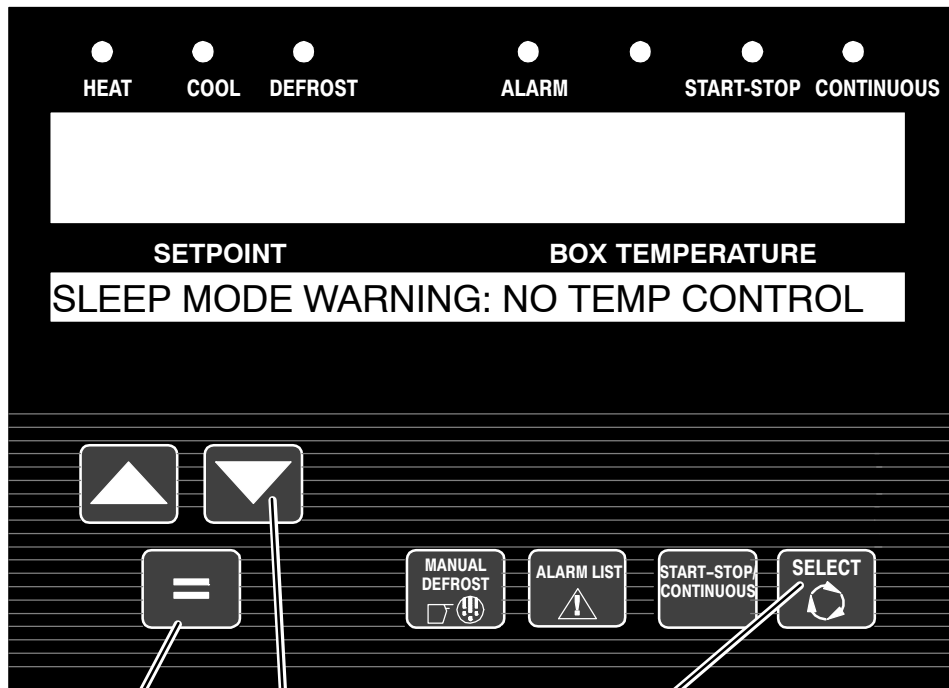 HEAT COOL DEFROST ALARM START-STOP CONTINUOUS
SETPOINT BOX TEMPERATURE
SLEEP MODE WARNING: NO TEMP CONTROL
=
MANUAL
DEFROST
ALARM LIST
START-STOP/
CONTINUOUS
SELECT